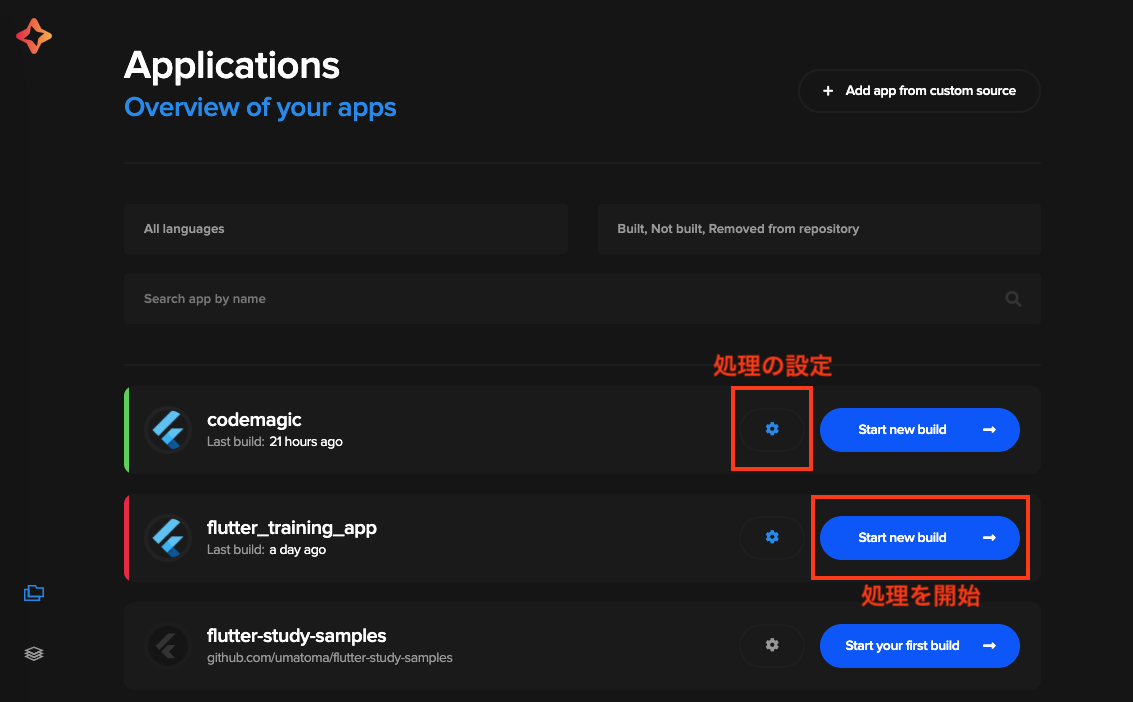 Applications
Overview of your apps
+ Add app from custom source
All languages
Built, Not built, Removed from repository
Search app by name
処理の設定
codemagic
Last build: 21 hours ago
Start new build →
flutter_training_app
Last build: a day ago
Start new build →
処理を開始
flutter-study-samples
github.com/umatoma/flutter-study-samples
Start your first build →